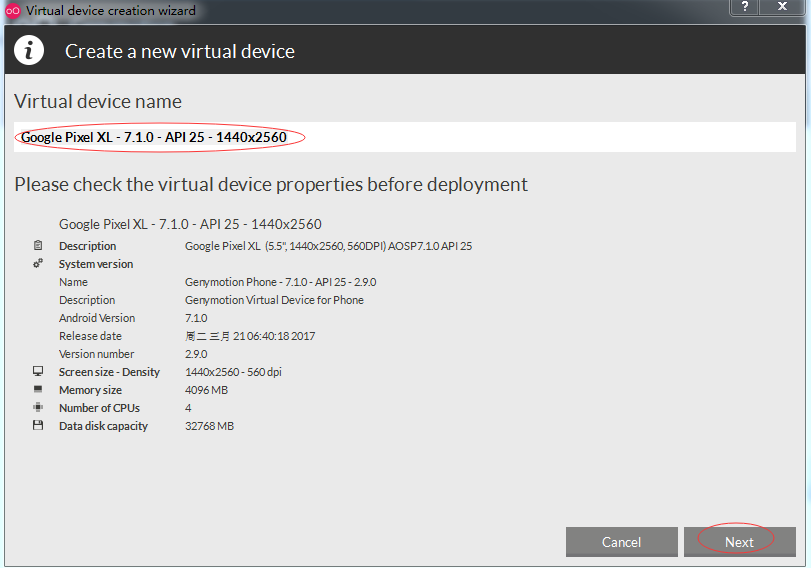 Virtual device creation wizard
? X
Create a new virtual device
Virtual device name
Google Pixel XL - 7.1.0 - API 25 - 1440x2560
Please check the virtual device properties before deployment
Google Pixel XL - 7.1.0 - API 25 - 1440x2560
Description Google Pixel XL (5.5", 1440x2560, 560DPI) AOSP7.1.0 API 25
System version
Name Genymotion Phone - 7.1.0 - API 25 - 2.9.0
Description Genymotion Virtual Device for Phone
Android Version 7.1.0
Release date 周二 三月 21 06:40:18 2017
Version number 2.9.0
Screen size - Density 1440x2560 - 560 dpi
Memory size 4096 MB
Number of CPUs 4
Data disk capacity 32768 MB
Cancel Next